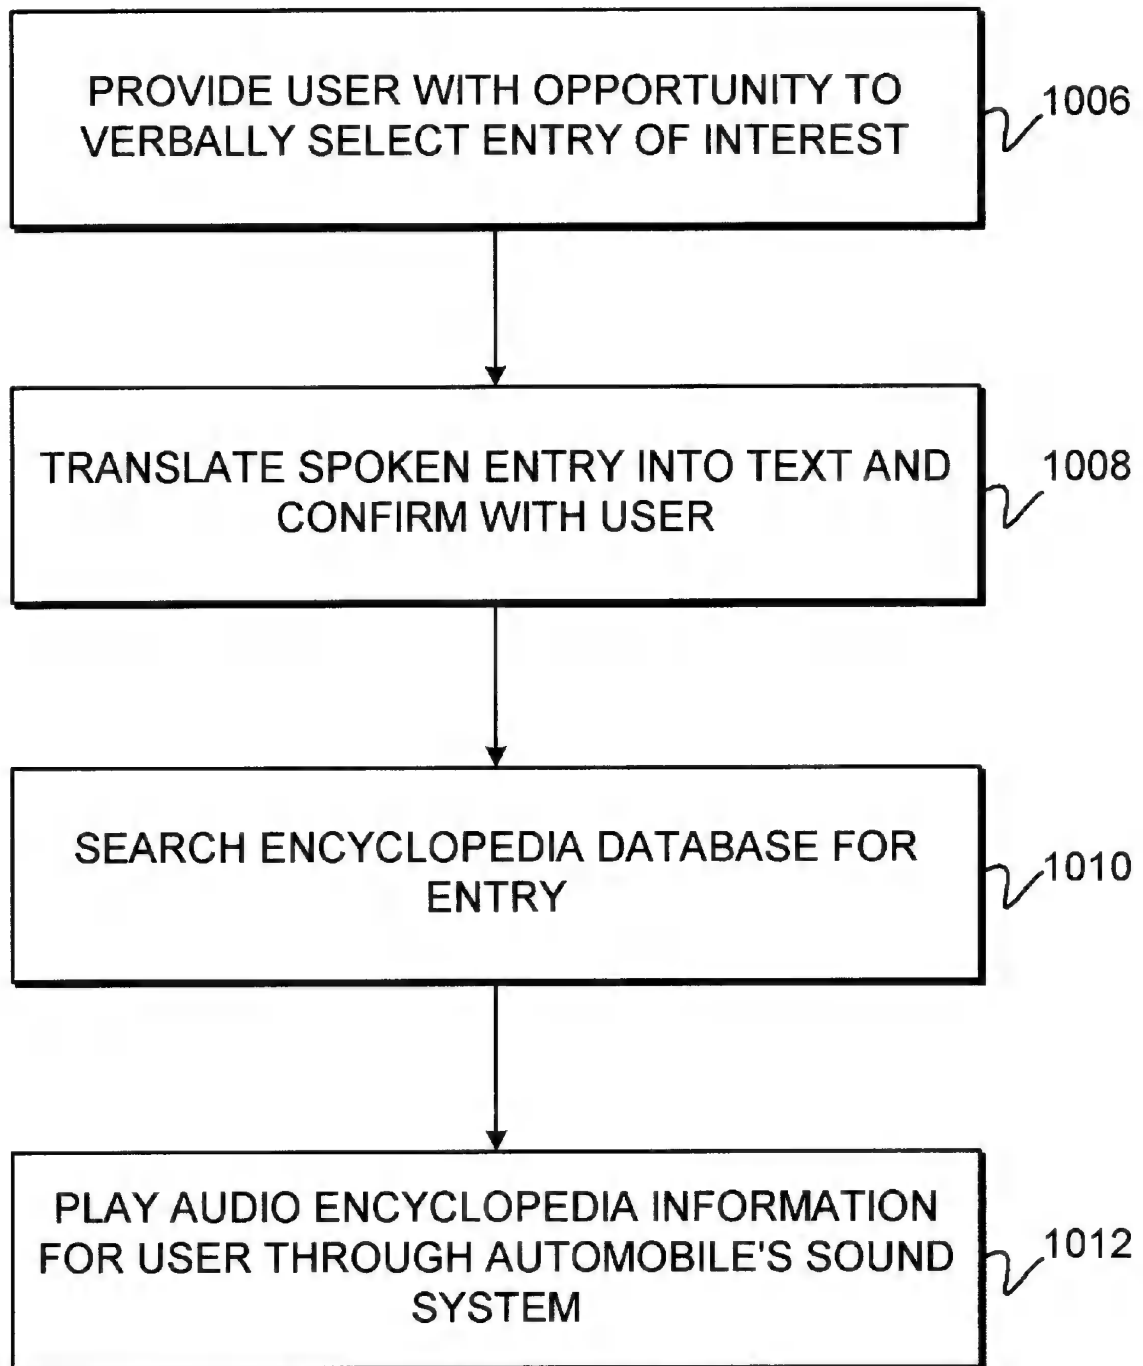 PROVIDE USER WITH OPPORTUNITY TO
VERBALLY SELECT ENTRY OF INTEREST
1006
TRANSLATE SPOKEN ENTRY INTO TEXT AND
CONFIRM WITH USER
1008
SEARCH ENCYCLOPEDIA DATABASE FOR
ENTRY
1010
PLAY AUDIO ENCYCLOPEDIA INFORMATION
FOR USER THROUGH AUTOMOBILE'S SOUND
SYSTEM
1012